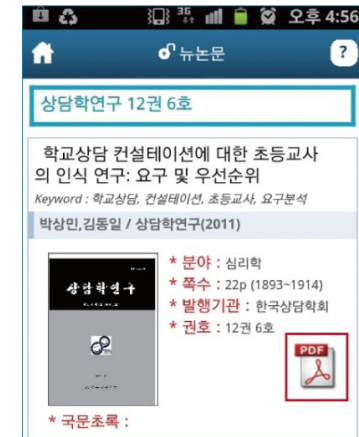 3G
오후 4:56
뉴논문
?
상담학연구 12권 6호
학교상담 컨설테이션에 대한 초등교사
의 인식 연구: 요구 및 우선순위
Keyword : 학교상담, 컨설테이션, 초등교사, 요구분석
박상민,김동일 / 상담학연구(2011)
상담학연구
* 분야 : 심리학
* 쪽수 : 22p (1893~1914)
* 발행기관 : 한국상담학회
* 권호 : 12권 6호
PDF
* 국문초록 :